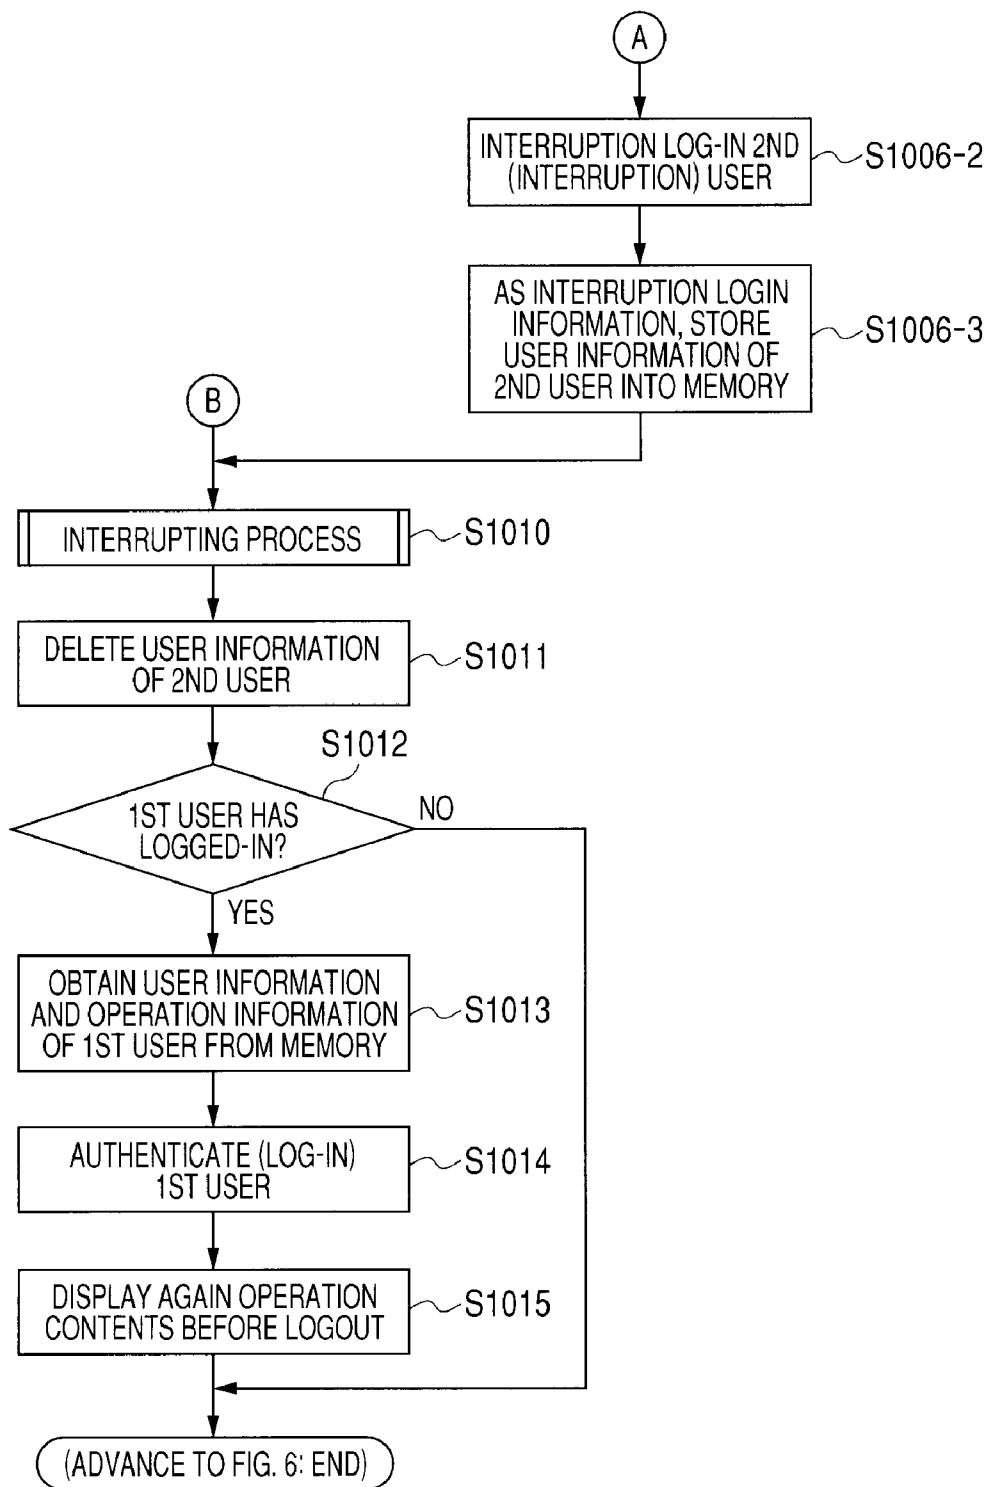 A
INTERRUPTION LOG-IN 2ND
(INTERRUPTION) USER
S1006-2
AS INTERRUPTION LOGIN
INFORMATION, STORE
USER INFORMATION OF
2ND USER INTO MEMORY
S1006-3
B
INTERRUPTING PROCESS
S1010
DELETE USER INFORMATION
OF 2ND USER
S1011
S1012
1ST USER HAS
LOGGED-IN?
NO
YES
OBTAIN USER INFORMATION
AND OPERATION INFORMATION
OF 1ST USER FROM MEMORY
S1013
AUTHENTICATE (LOG-IN)
1ST USER
S1014
DISPLAY AGAIN OPERATION
CONTENTS BEFORE LOGOUT
S1015
(ADVANCE TO FIG. 6: END)